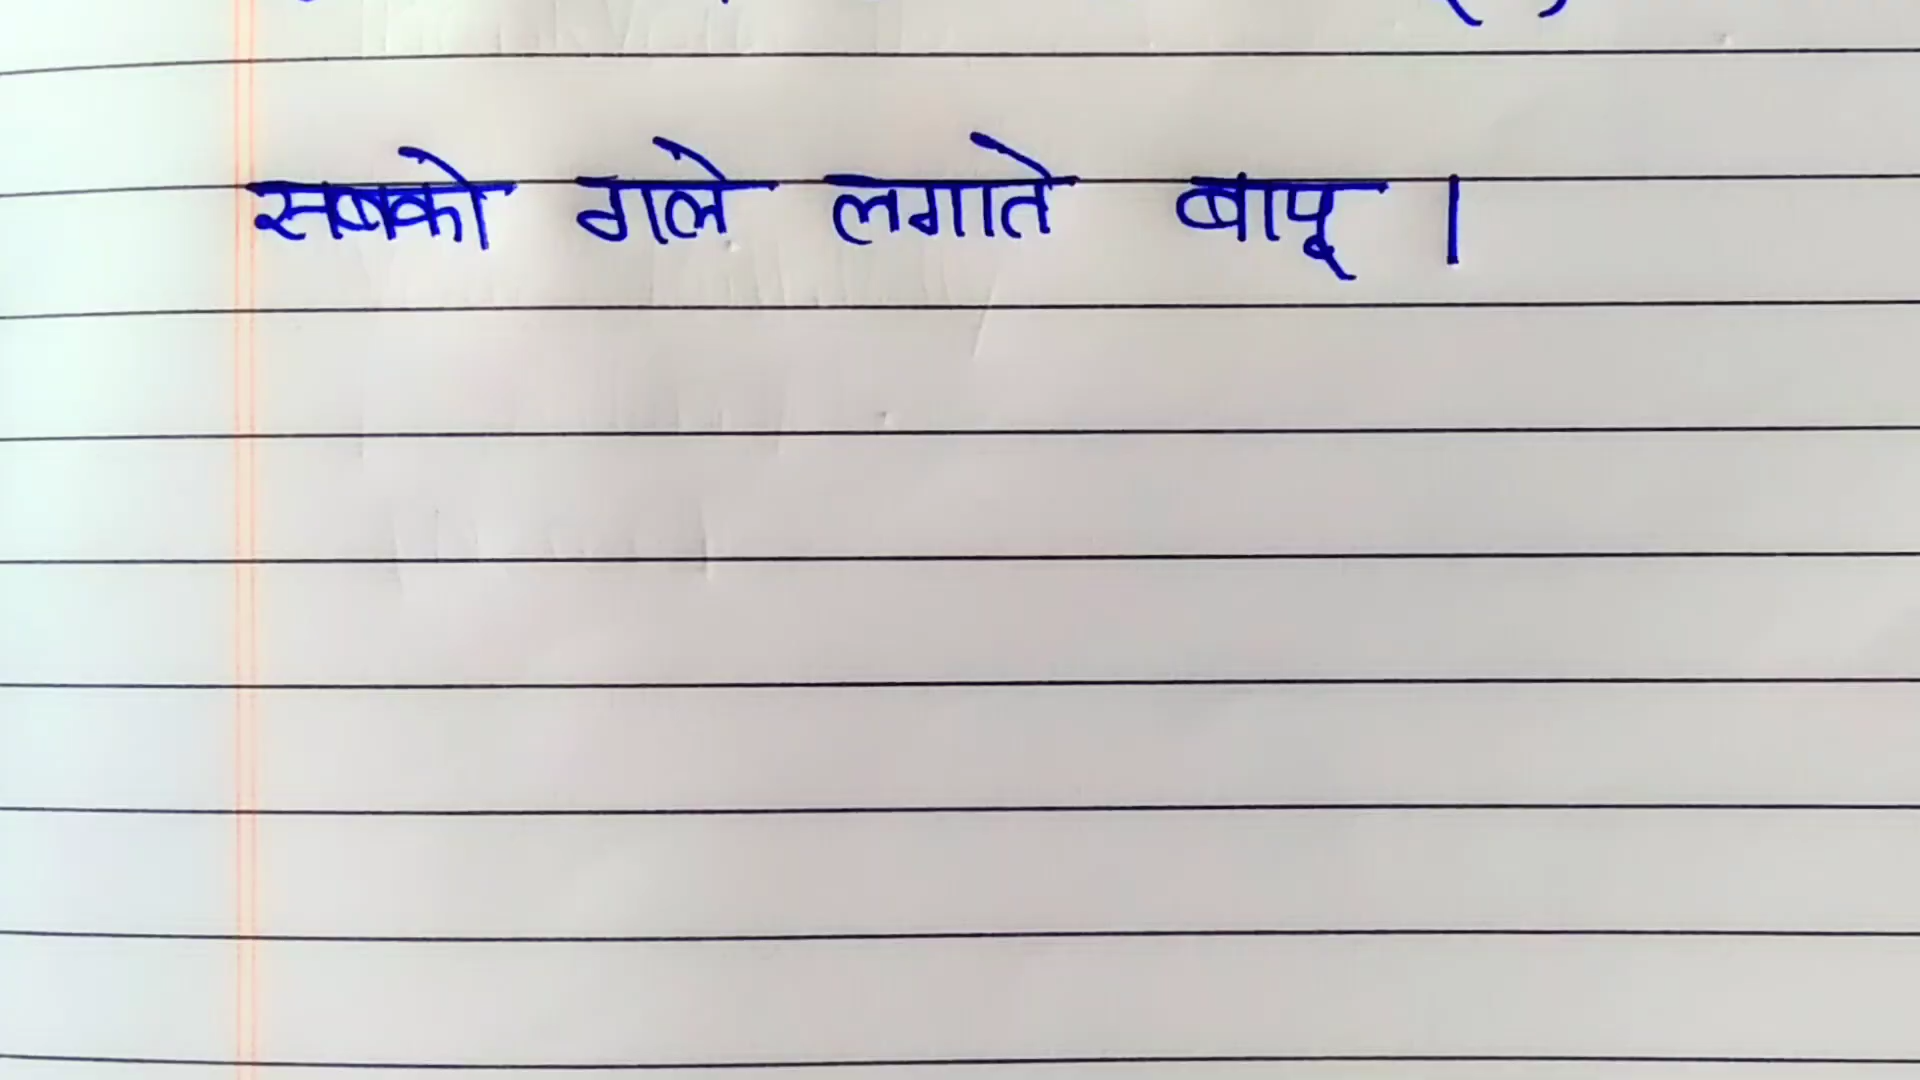 सबको गले लगाते बापू ।